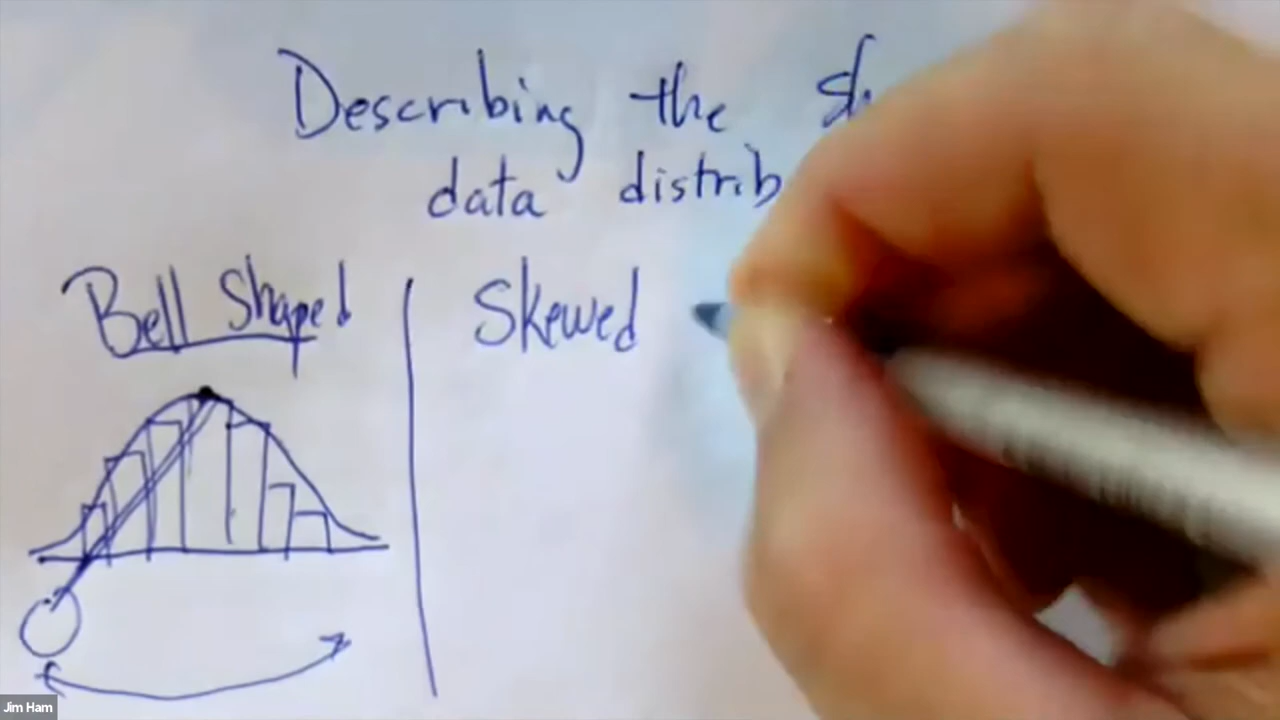 Describing the
data distrib
Bell Shaped
Skewed
Jim Ham